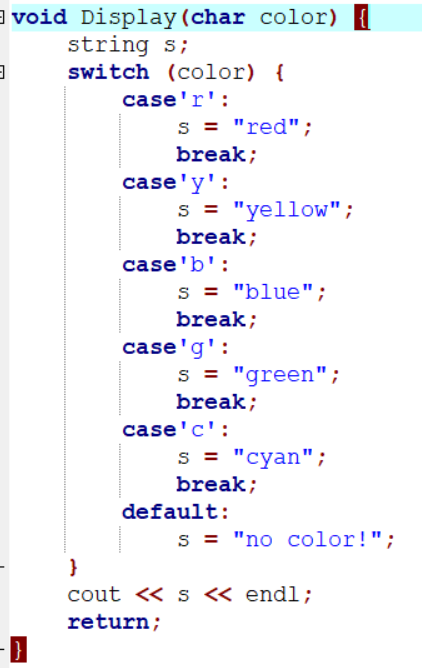 void Display(char color) {
    string s;
    switch (color) {
        case'r':
            s = "red";
            break;
        case'y':
            s = "yellow";
            break;
        case'b':
            s = "blue";
            break;
        case'g':
            s = "green";
            break;
        case'c':
            s = "cyan";
            break;
        default:
            s = "no color!";
    }
    cout << s << endl;
    return;
}